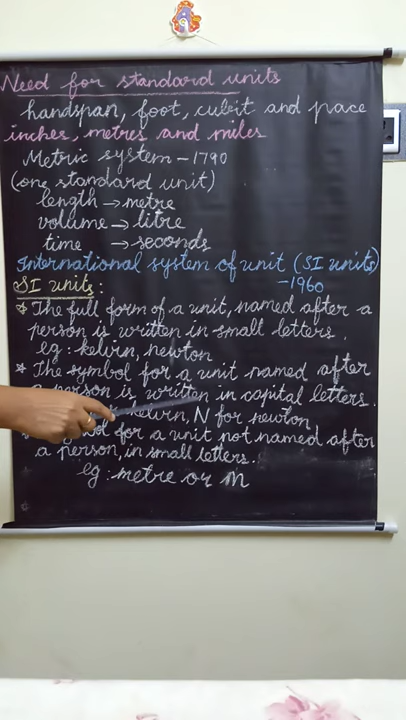 Need for standard units
handspan, foot, cubit and pace
inches, metres and miles
Metric system - 1790
(one standard unit)
length → metre
volume → litre
time → seconds
International system of unit (SI units)
-1960
SI units:
The full form of a unit, named after a
person is written in small letters.
eg: kelvin, newton
The symbol for a unit named after
a person is written in capital letters.
kelvin, N for newton
for a unit not named after
a person, in small letters.
eg: metre or m